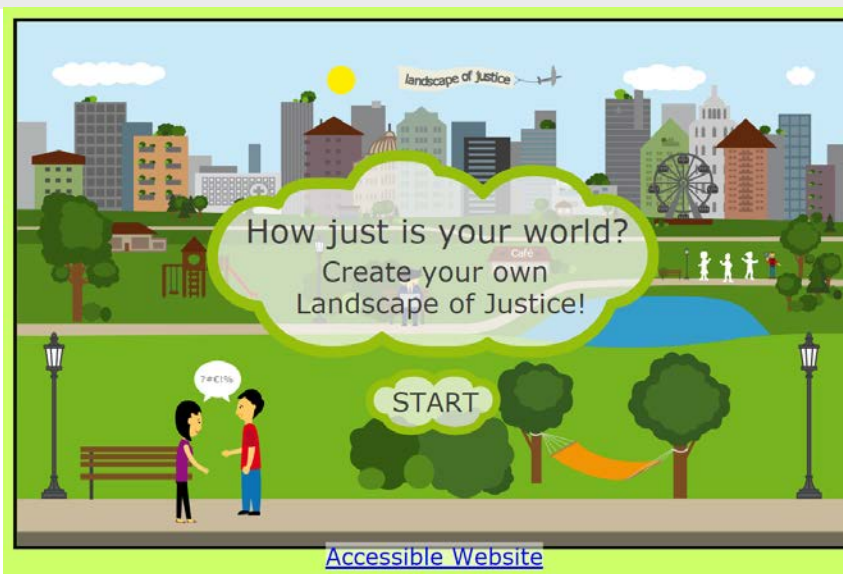 landscape of justice
How just is your world?
Café
Create your own
Landscape of Justice!
?#€!%
START
Accessible Website